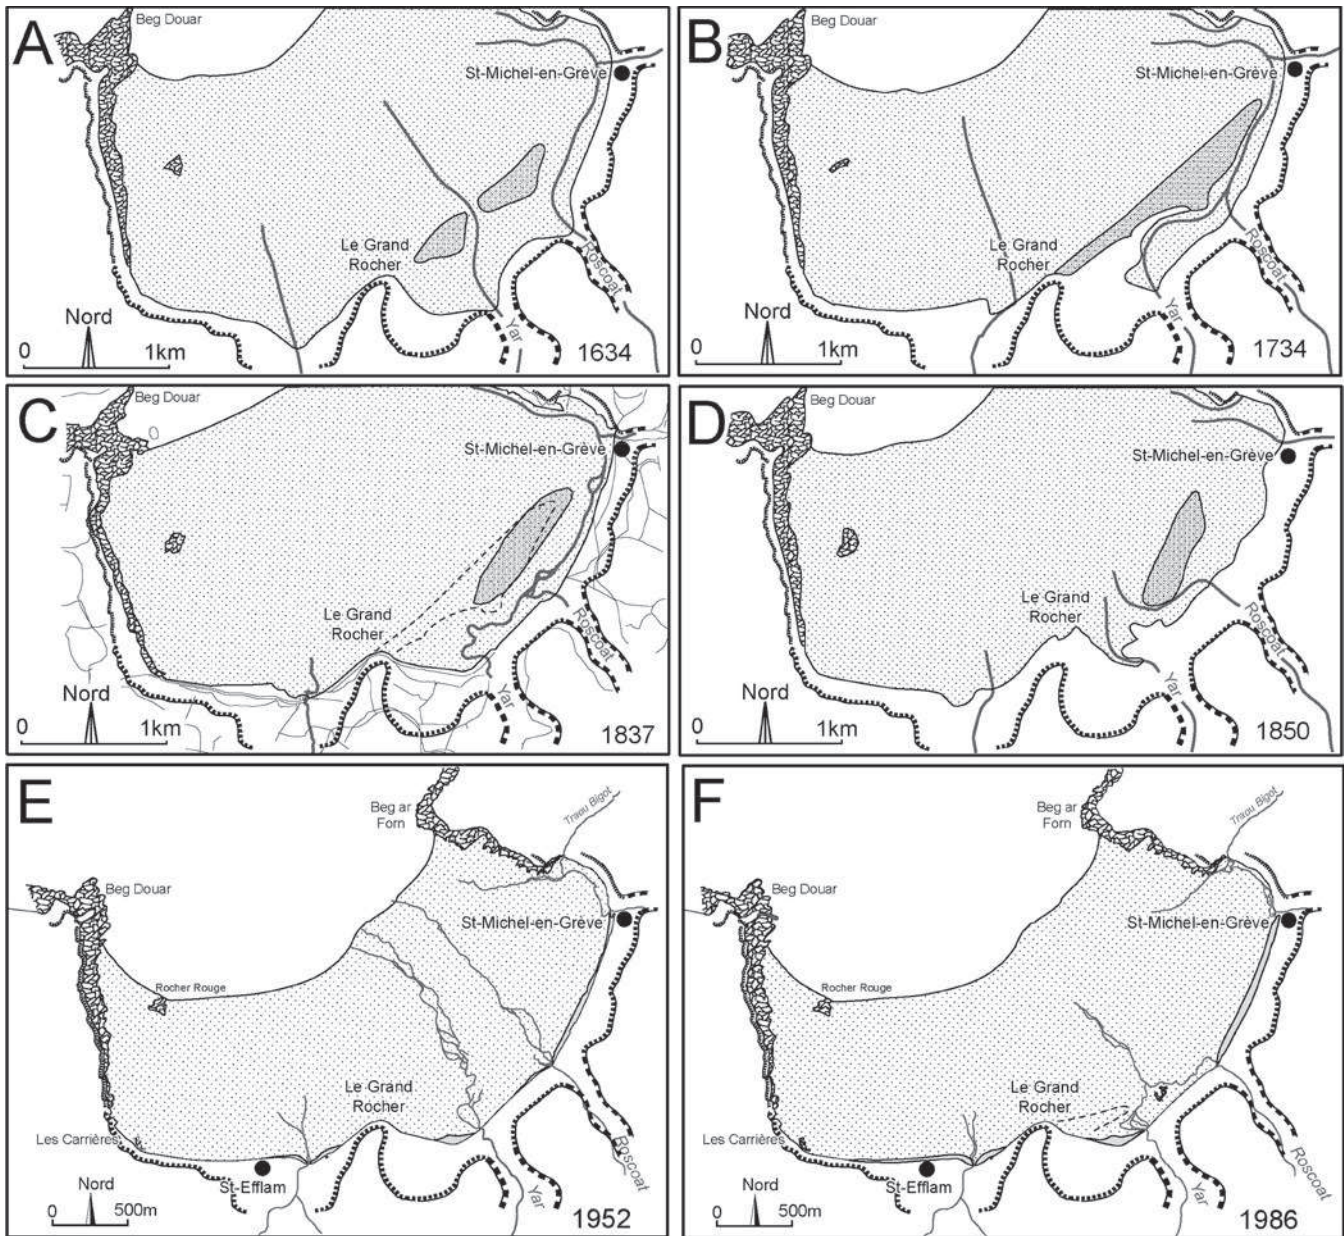 A
Beg Douar
St-Michel-en-Grève
Le Grand
Rocher
Roscoat
Yar
Nord
0 1km
1634
B
Beg Douar
St-Michel-en-Grève
Le Grand
Rocher
Roscoat
Yar
Nord
0 1km
1734
C
Beg Douar
St-Michel-en-Grève
Le Grand
Rocher
Roscoat
Yar
Nord
0 1km
1837
D
Beg Douar
St-Michel-en-Grève
Le Grand
Rocher
Roscoat
Yar
Nord
0 1km
1850
E
Beg ar
Forn
Traou Bigot
Beg Douar
St-Michel-en-Grève
Rocher Rouge
Le Grand
Rocher
Les Carrières
St-Efflam
Roscoat
Yar
Nord
0 500m
1952
F
Beg ar
Forn
Traou Bigot
Beg Douar
St-Michel-en-Grève
Rocher Rouge
Le Grand
Rocher
Les Carrières
St-Efflam
Roscoat
Yar
Nord
0 500m
1986